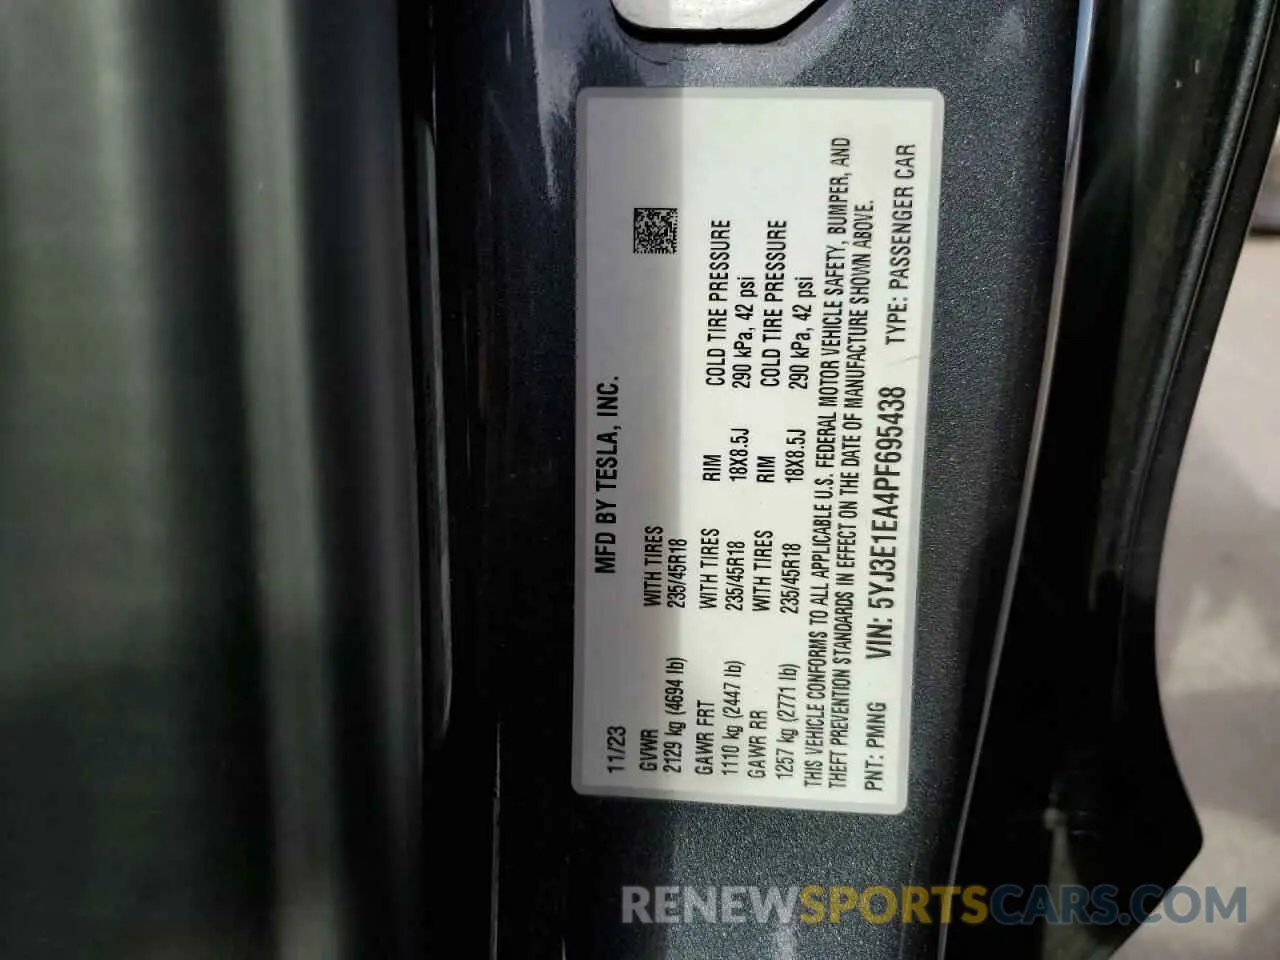 MFD BY TESLA, INC.
11/23
GVWR WITH TIRES
2129 kg (4694 lb) 235/45R18
GAWR FRT WITH TIRES RIM COLD TIRE PRESSURE
1110 kg (2447 lb) 235/45R18 18X8.5J 290 kPa, 42 psi
GAWR RR WITH TIRES RIM COLD TIRE PRESSURE
1257 kg (2771 lb) 235/45R18 18X8.5J 290 kPa, 42 psi
THIS VEHICLE CONFORMS TO ALL APPLICABLE U.S. FEDERAL MOTOR VEHICLE SAFETY, BUMPER, AND
THEFT PREVENTION STANDARDS IN EFFECT ON THE DATE OF MANUFACTURE SHOWN ABOVE.
PNT: PMNG VIN: 5YJ3E1EA4PF695438 TYPE: PASSENGER CAR
RENEWSPORTSCARS.COM